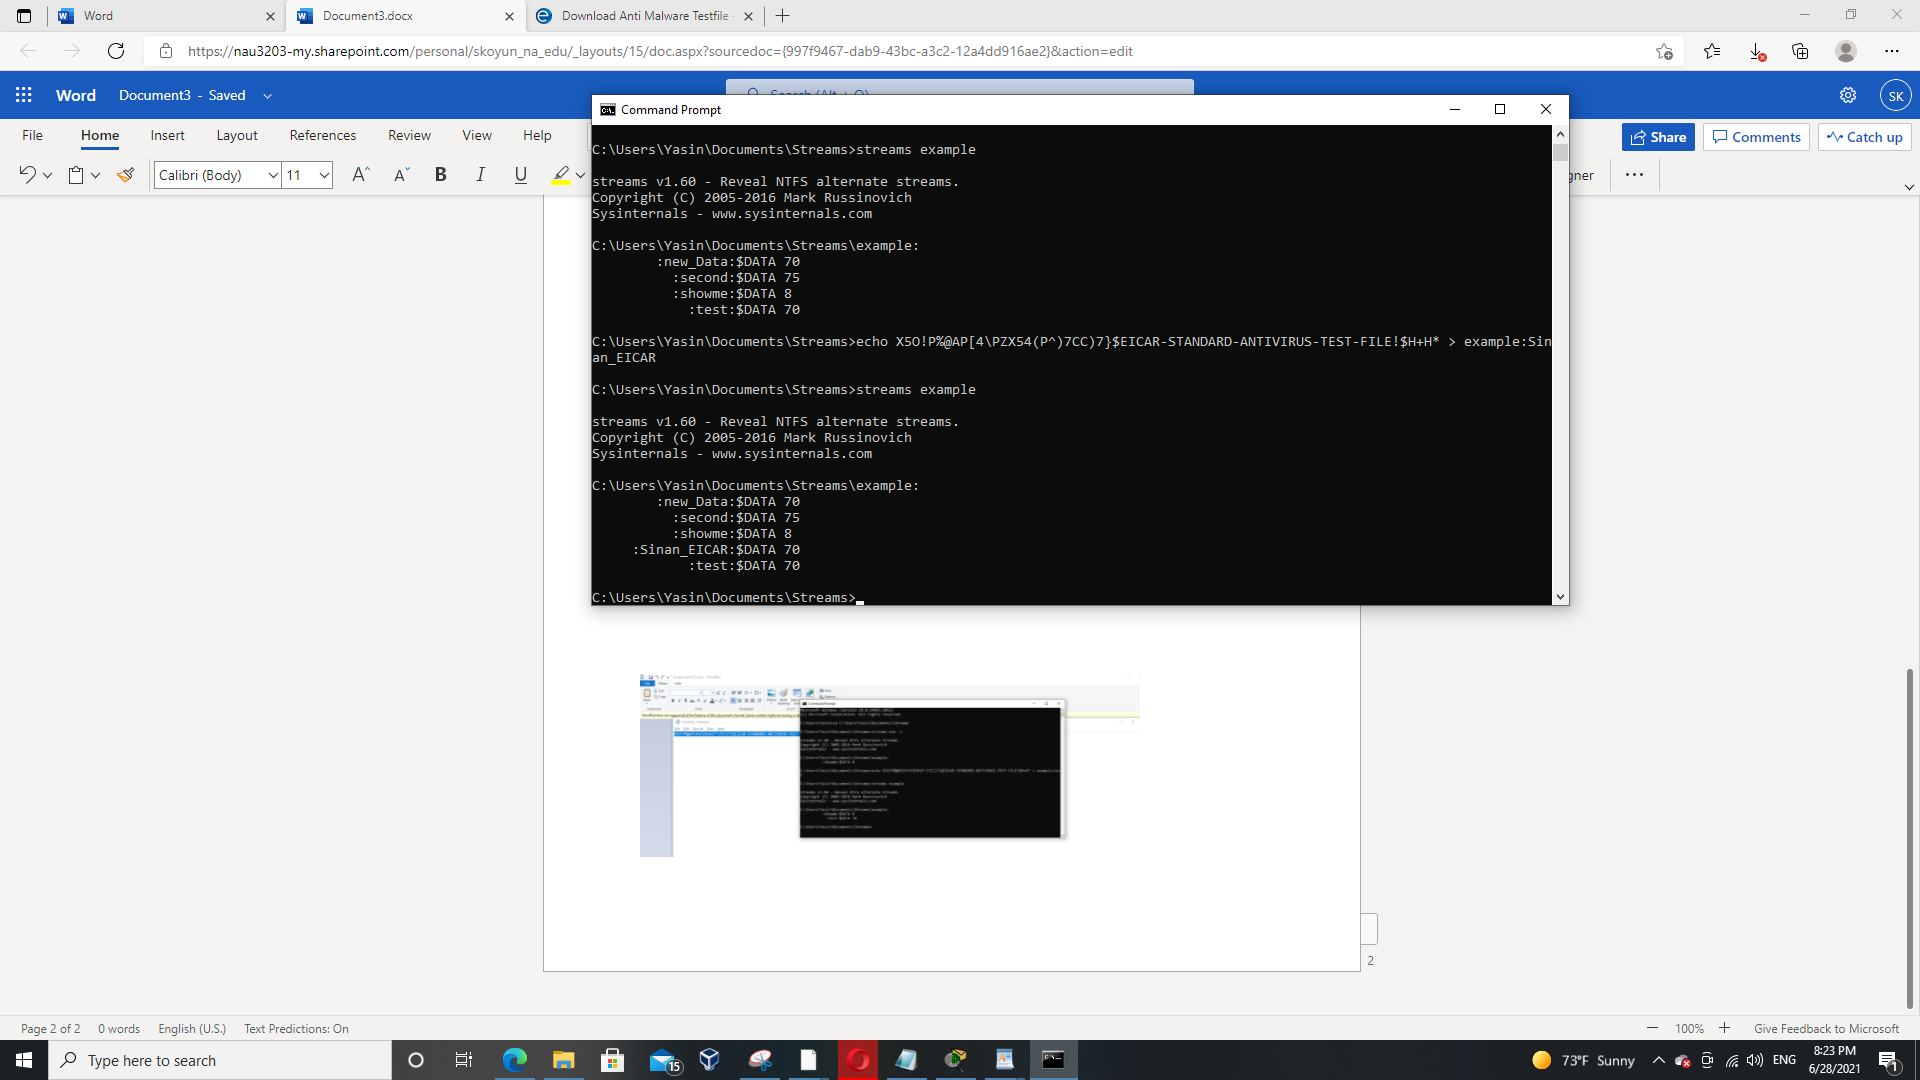 Word
Document3.docx
Download Anti Malware Testfile
https://nau3203-my.sharepoint.com/personal/skoyun_na_edu/_layouts/15/doc.aspx?sourcedoc={997f9467-dab9-43bc-a3c2-12a4dd916ae2}&action=edit
Word Document3 - Saved
Search (Alt + Q)
SK
File Home Insert Layout References Review View Help
Share Comments Catch up
Calibri (Body) 11
B I U
gner
Command Prompt
C:\Users\Yasin\Documents\Streams>streams example
streams v1.60 - Reveal NTFS alternate streams.
Copyright (C) 2005-2016 Mark Russinovich
Sysinternals - www.sysinternals.com
C:\Users\Yasin\Documents\Streams\example:
:new_Data:$DATA 70
:second:$DATA 75
:showme:$DATA 8
:test:$DATA 70
C:\Users\Yasin\Documents\Streams>echo X5O!P%@AP[4\PZX54(P^)7CC)7}$EICAR-STANDARD-ANTIVIRUS-TEST-FILE!$H+H* > example:Sin
an_EICAR
C:\Users\Yasin\Documents\Streams>streams example
streams v1.60 - Reveal NTFS alternate streams.
Copyright (C) 2005-2016 Mark Russinovich
Sysinternals - www.sysinternals.com
C:\Users\Yasin\Documents\Streams\example:
:new_Data:$DATA 70
:second:$DATA 75
:showme:$DATA 8
:Sinan_EICAR:$DATA 70
:test:$DATA 70
C:\Users\Yasin\Documents\Streams>
2
Page 2 of 2 0 words English (U.S.) Text Predictions: On
100% Give Feedback to Microsoft
Type here to search
15
73°F Sunny
ENG
8:23 PM
6/28/2021
1